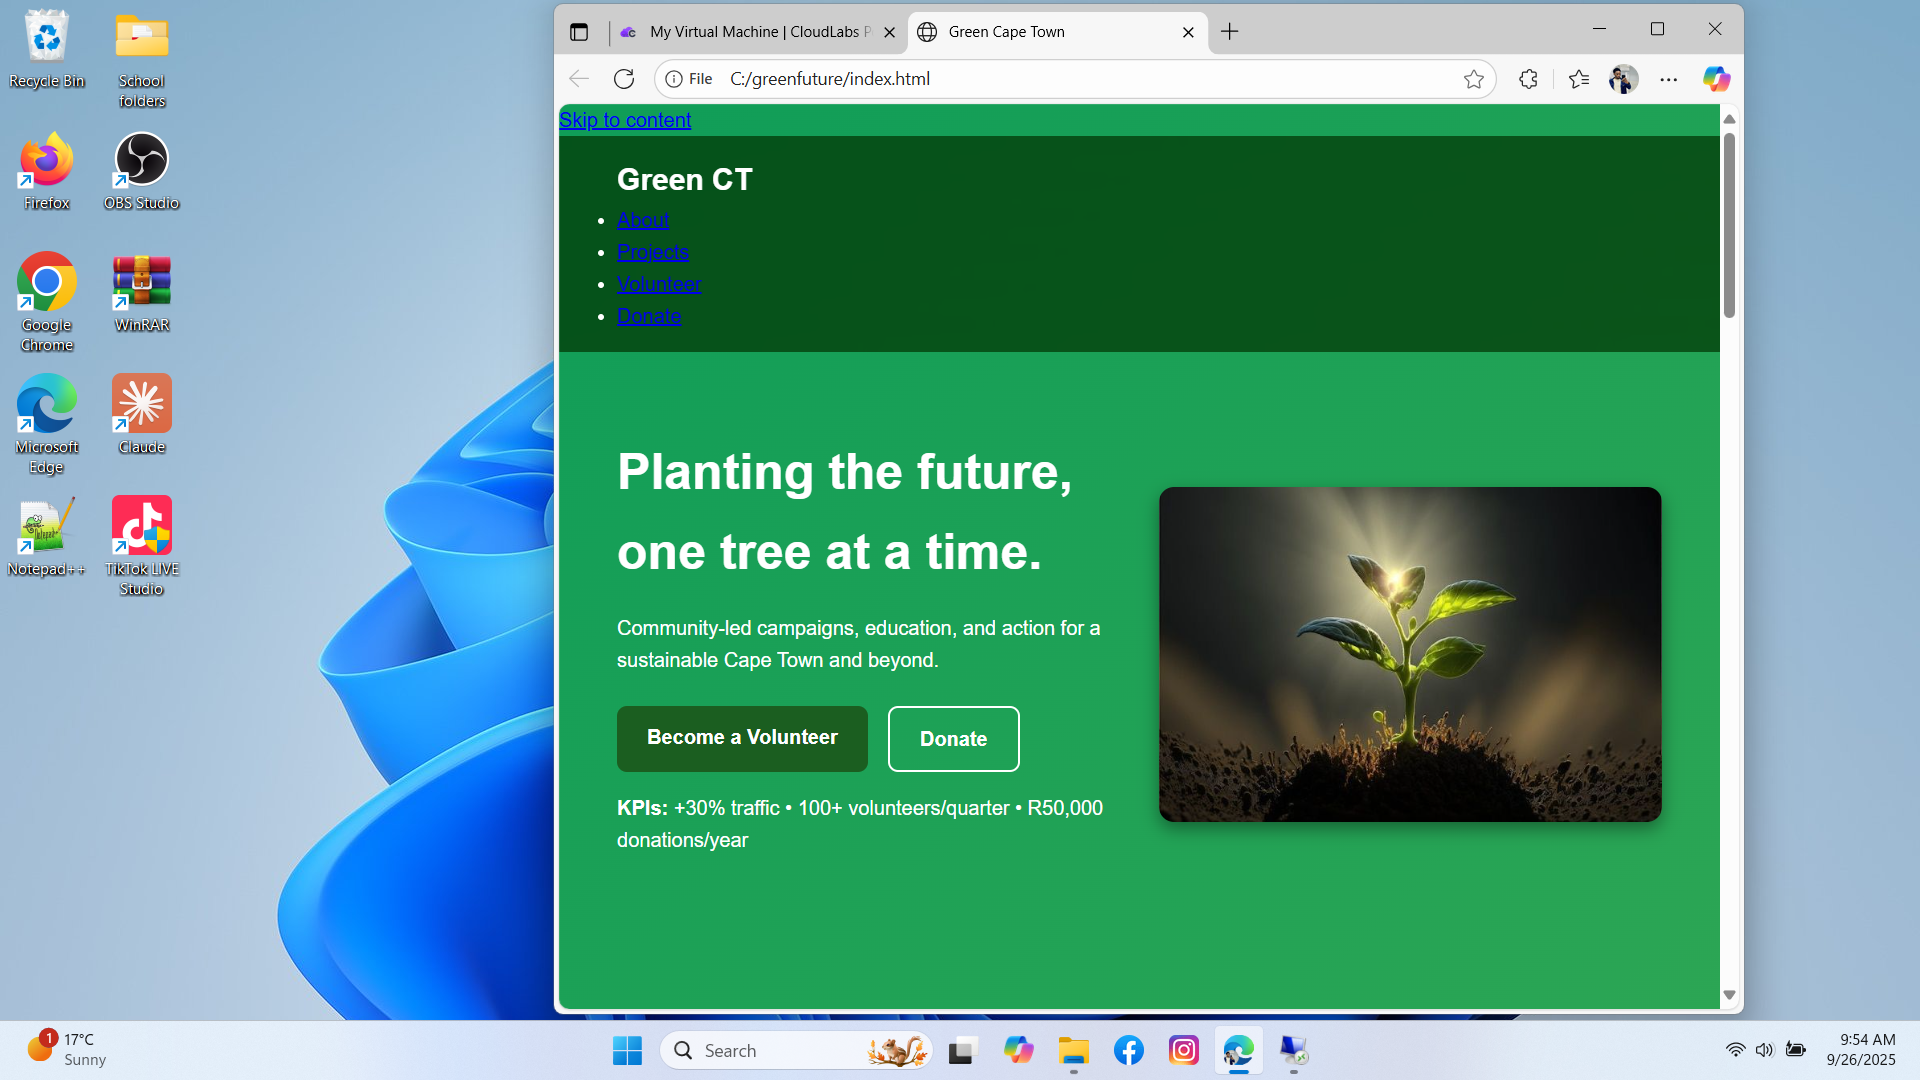 Recycle Bin
School
folders
Firefox
OBS Studio
Google
Chrome
WinRAR
Microsoft
Edge
Claude
Notepad++
TikTok LIVE
Studio
My Virtual Machine | CloudLabs P
Green Cape Town
File
C:/greenfuture/index.html
Skip to content
Green CT
• About
• Projects
• Volunteer
• Donate
Planting the future,
one tree at a time.
Community-led campaigns, education, and action for a
sustainable Cape Town and beyond.
Become a Volunteer
Donate
KPIs: +30% traffic • 100+ volunteers/quarter • R50,000
donations/year
1
17°C
Sunny
Search
9:54 AM
9/26/2025